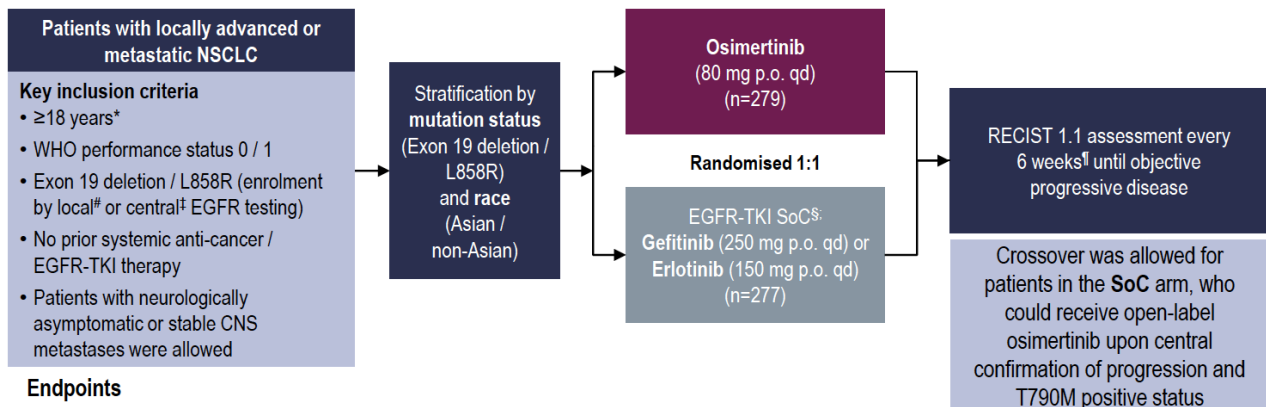 Patients with locally advanced or
metastatic NSCLC
Key inclusion criteria
• ≥18 years*
• WHO performance status 0 / 1
• Exon 19 deletion / L858R (enrolment
by local# or central‡ EGFR testing)
• No prior systemic anti-cancer /
EGFR-TKI therapy
• Patients with neurologically
asymptomatic or stable CNS
metastases were allowed
Stratification by
mutation status
(Exon 19 deletion /
L858R)
and race
(Asian /
non-Asian)
Osimertinib
(80 mg p.o. qd)
(n=279)
Randomised 1:1
EGFR-TKI SoC§;
Gefitinib (250 mg p.o. qd) or
Erlotinib (150 mg p.o. qd)
(n=277)
RECIST 1.1 assessment every
6 weeks¶ until objective
progressive disease
Crossover was allowed for
patients in the SoC arm, who
could receive open-label
osimertinib upon central
confirmation of progression and
T790M positive status
Endpoints